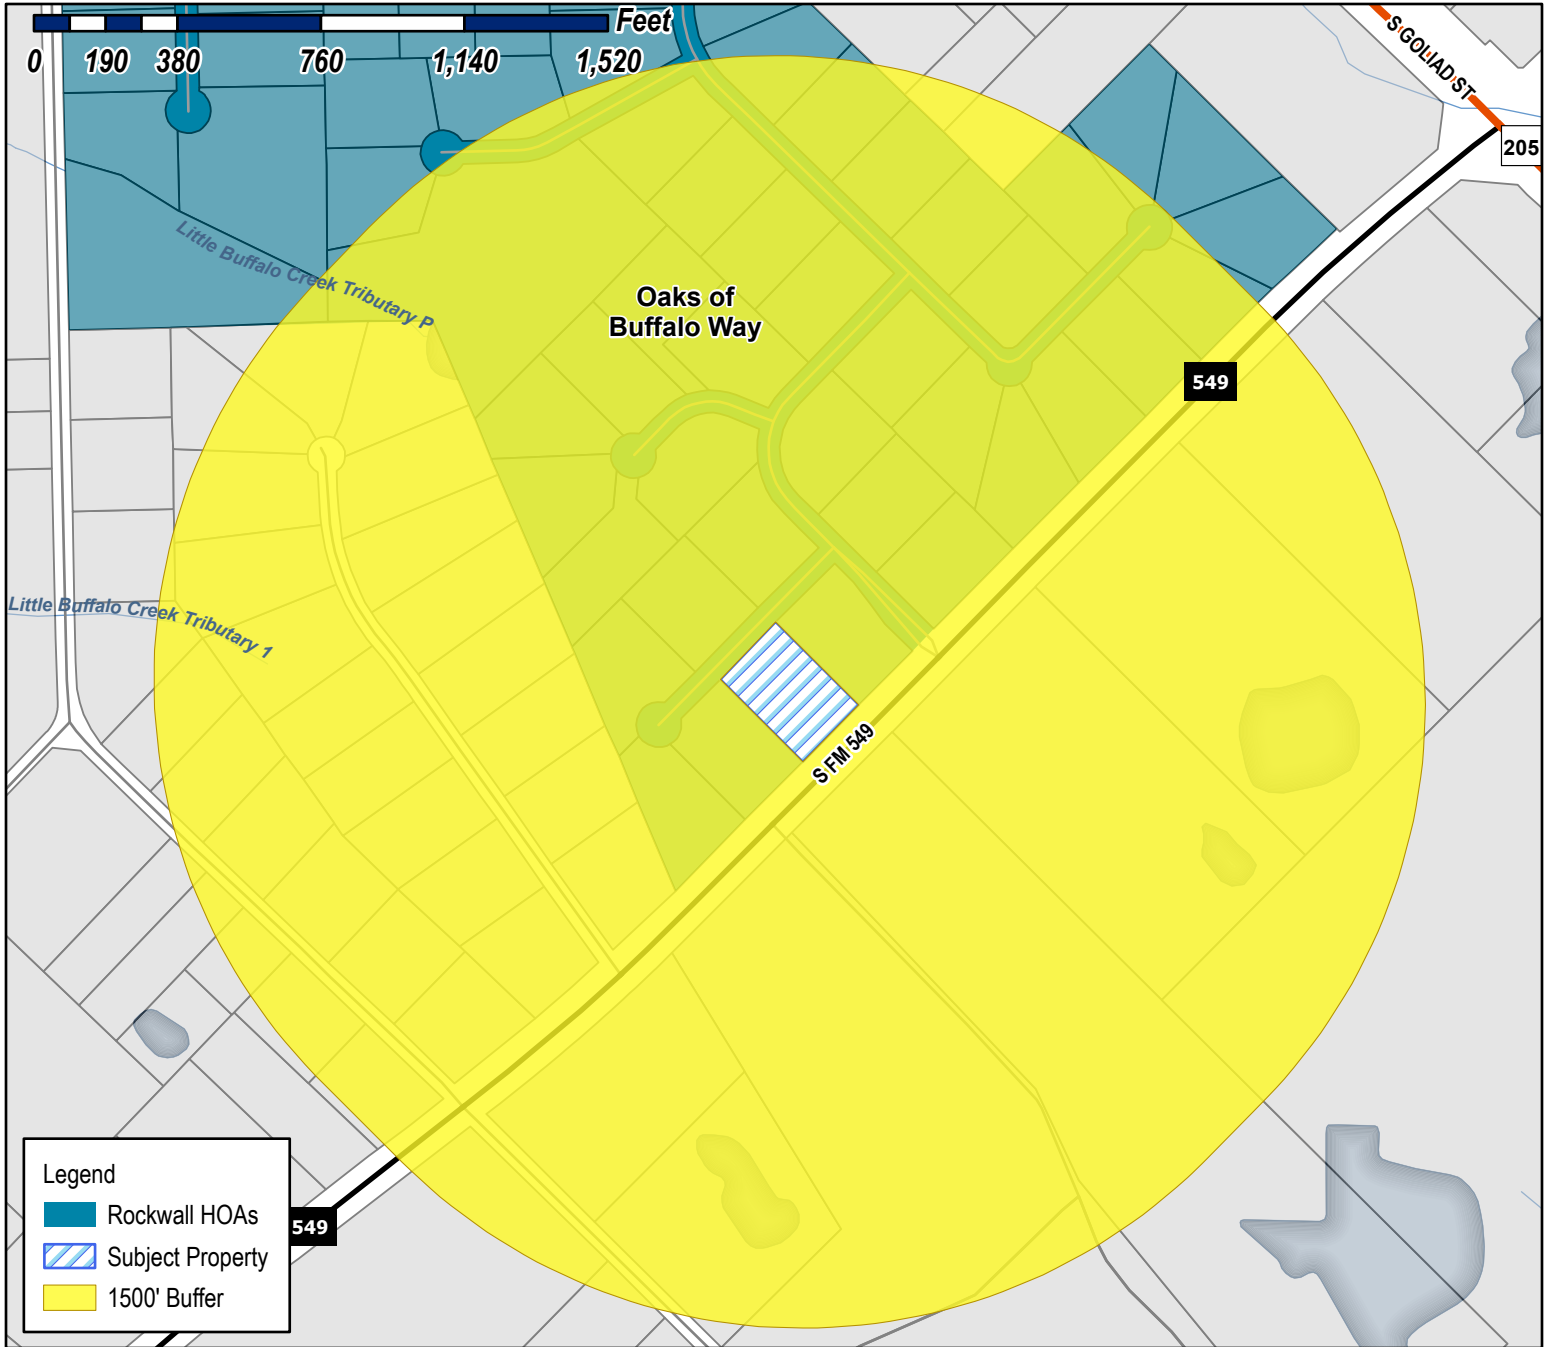 Feet
0 190 380 760 1,140 1,520
S GOLIAD ST
205
Little Buffalo Creek Tributary P
Oaks of
Buffalo Way
549
Little Buffalo Creek Tributary 1
S FM 549
Legend
Rockwall HOAs
549
Subject Property
1500' Buffer